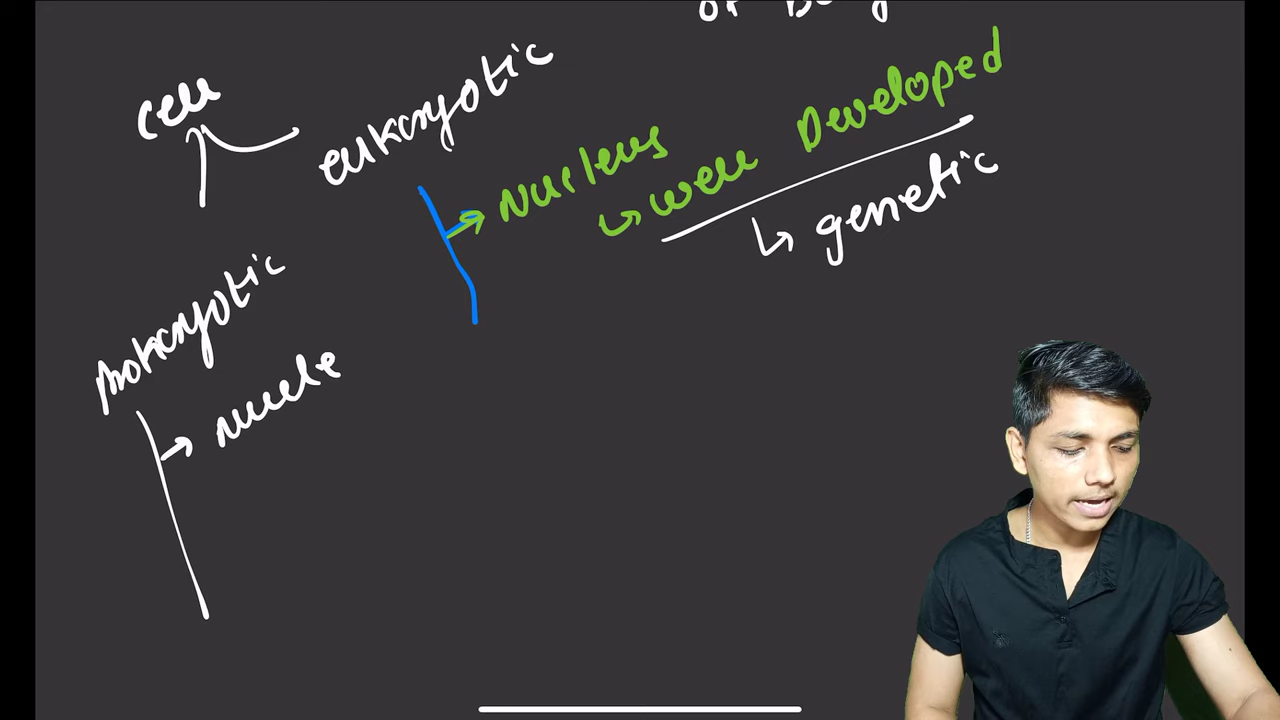 cell
eukaryotic
Nucleus
↳ well Developed
↳ genetic
prokaryotic
→ nucle